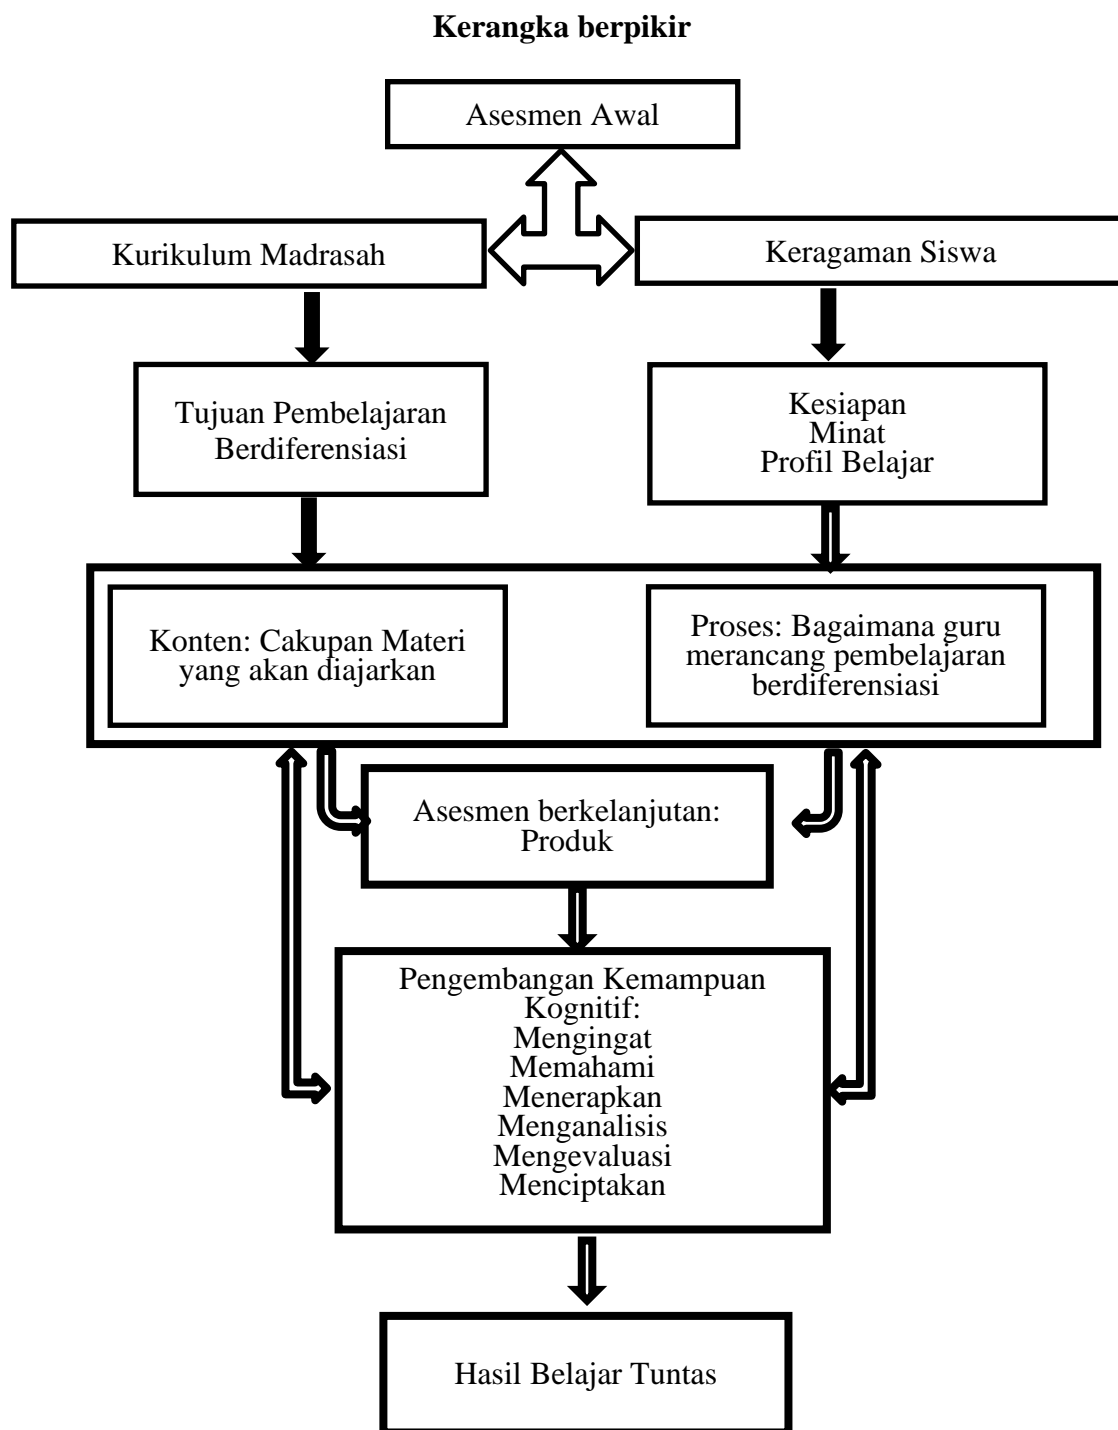 Kerangka berpikir
Asesmen Awal
Kurikulum Madrasah
Keragaman Siswa
Tujuan Pembelajaran
Berdiferensiasi
Kesiapan
Minat
Profil Belajar
Konten: Cakupan Materi
yang akan diajarkan
Proses: Bagaimana guru
merancang pembelajaran
berdiferensiasi
Asesmen berkelanjutan:
Produk
Pengembangan Kemampuan
Kognitif:
Mengingat
Memahami
Menerapkan
Menganalisis
Mengevaluasi
Menciptakan
Hasil Belajar Tuntas